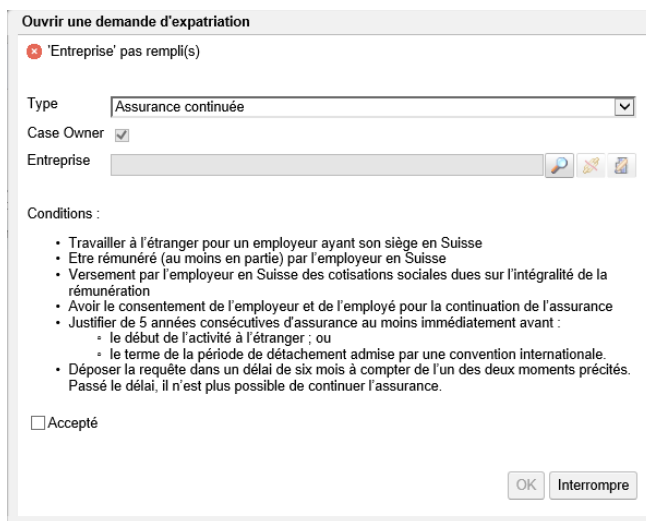 Ouvrir une demande d'expatriation
'Entreprise' pas rempli(s)
Type Assurance continuée
Case Owner
Entreprise
Conditions :
• Travailler à l'étranger pour un employeur ayant son siège en Suisse
• Etre rémunéré (au moins en partie) par l'employeur en Suisse
• Versement par l'employeur en Suisse des cotisations sociales dues sur l'intégralité de la
rémunération
• Avoir le consentement de l'employeur et de l'employé pour la continuation de l'assurance
• Justifier de 5 années consécutives d'assurance au moins immédiatement avant :
▫ le début de l'activité à l'étranger ; ou
▫ le terme de la période de détachement admise par une convention internationale.
• Déposer la requête dans un délai de six mois à compter de l'un des deux moments précités.
Passé le délai, il n'est plus possible de continuer l'assurance.
Accepté
OK Interrompre